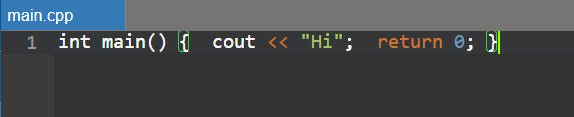 main.cpp
1 int main() {  cout << "Hi";  return 0; }